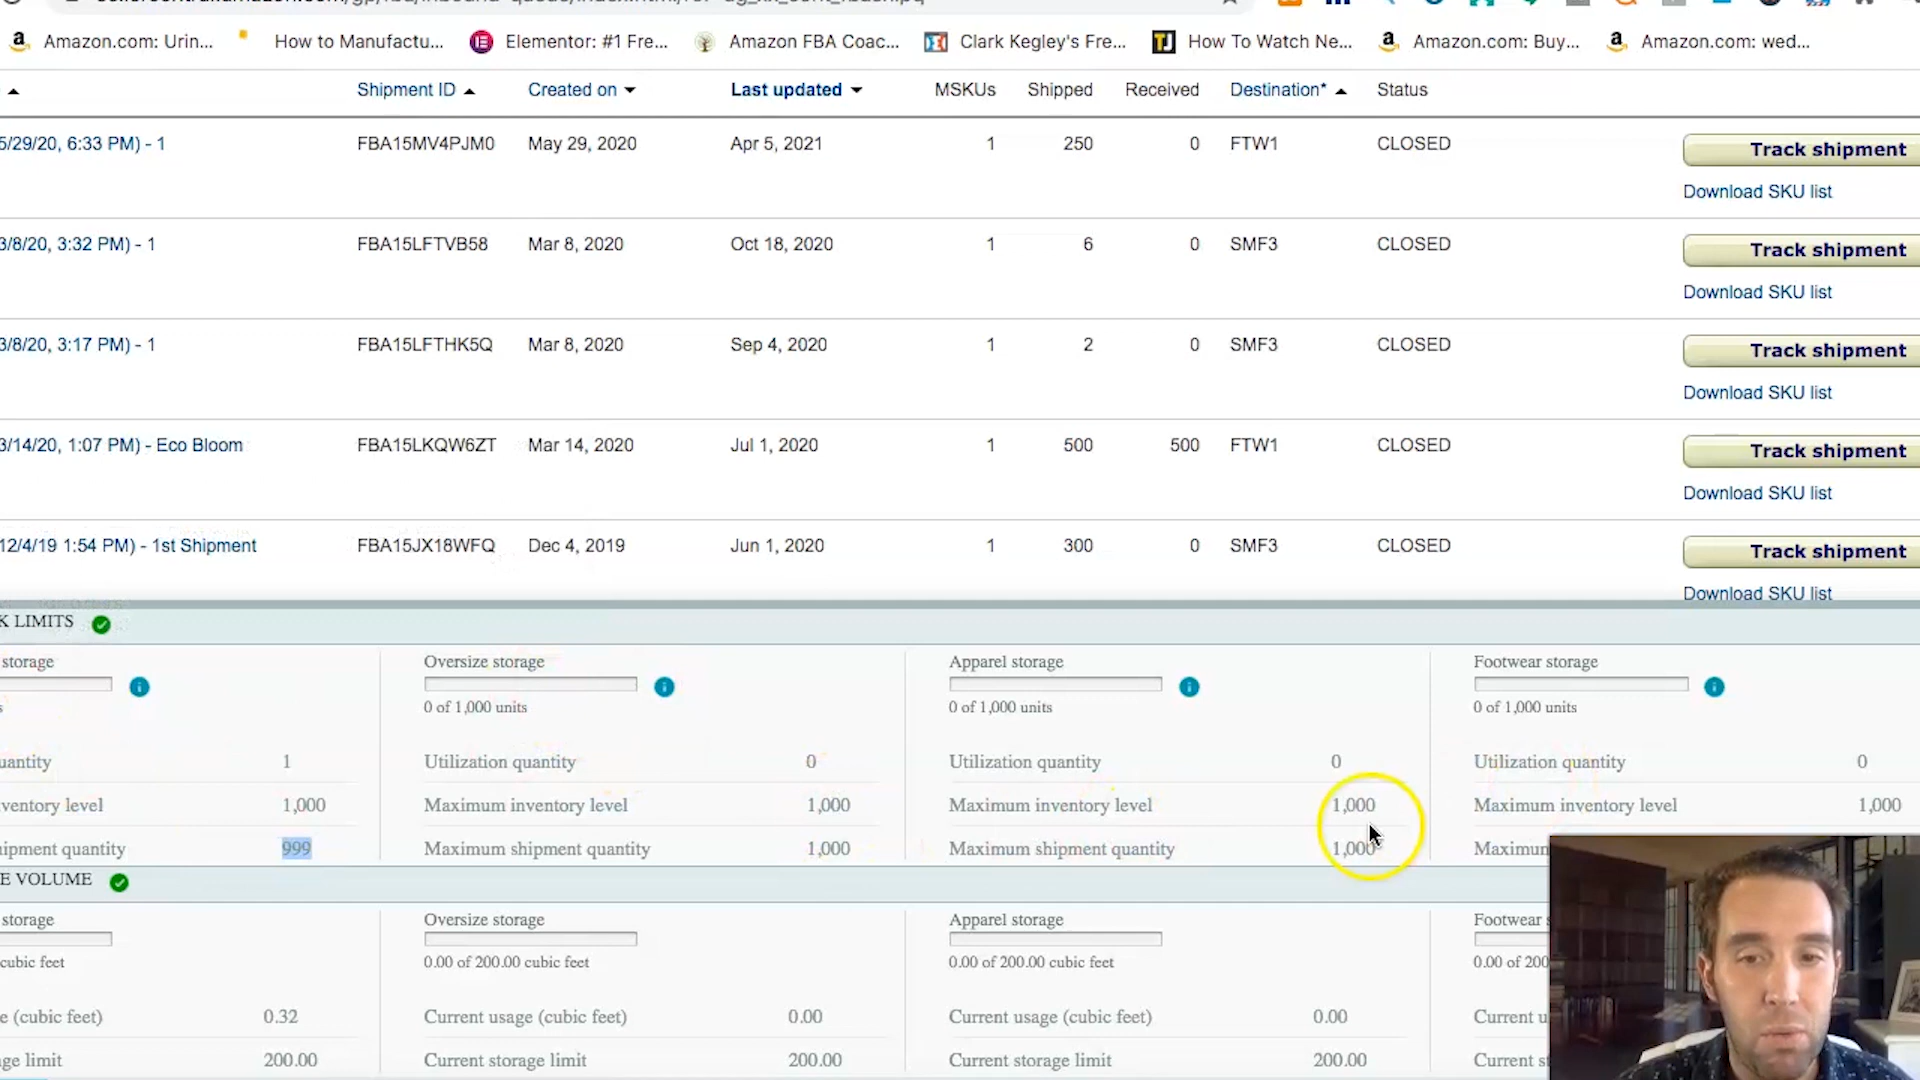 Amazon.com: Urin... How to Manufactu... Elementor: #1 Fre... Amazon FBA Coac... Clark Kegley's Fre... How To Watch Ne... Amazon.com: Buy... Amazon.com: wed...
Shipment ID Created on Last updated MSKUs Shipped Received Destination* Status
5/29/20, 6:33 PM) - 1 FBA15MV4PJM0 May 29, 2020 Apr 5, 2021 1 250 0 FTW1 CLOSED Track shipment
Download SKU list
3/8/20, 3:32 PM) - 1 FBA15LFTVB58 Mar 8, 2020 Oct 18, 2020 1 6 0 SMF3 CLOSED Track shipment
Download SKU list
3/8/20, 3:17 PM) - 1 FBA15LFTHK5Q Mar 8, 2020 Sep 4, 2020 1 2 0 SMF3 CLOSED Track shipment
Download SKU list
3/14/20, 1:07 PM) - Eco Bloom FBA15LKQW6ZT Mar 14, 2020 Jul 1, 2020 1 500 500 FTW1 CLOSED Track shipment
Download SKU list
12/4/19 1:54 PM) - 1st Shipment FBA15JX18WFQ Dec 4, 2019 Jun 1, 2020 1 300 0 SMF3 CLOSED Track shipment
Download SKU list
K LIMITS
storage Oversize storage Apparel storage Footwear storage
s 0 of 1,000 units 0 of 1,000 units 0 of 1,000 units
uantity 1 Utilization quantity 0 Utilization quantity 0 Utilization quantity 0
ventory level 1,000 Maximum inventory level 1,000 Maximum inventory level 1,000 Maximum inventory level 1,000
ipment quantity 999 Maximum shipment quantity 1,000 Maximum shipment quantity 1,000 Maximum
E VOLUME
storage Oversize storage Apparel storage Footwear s
cubic feet 0.00 of 200.00 cubic feet 0.00 of 200.00 cubic feet 0.00 of 200
e (cubic feet) 0.32 Current usage (cubic feet) 0.00 Current usage (cubic feet) 0.00 Current u
ge limit 200.00 Current storage limit 200.00 Current storage limit 200.00 Current st